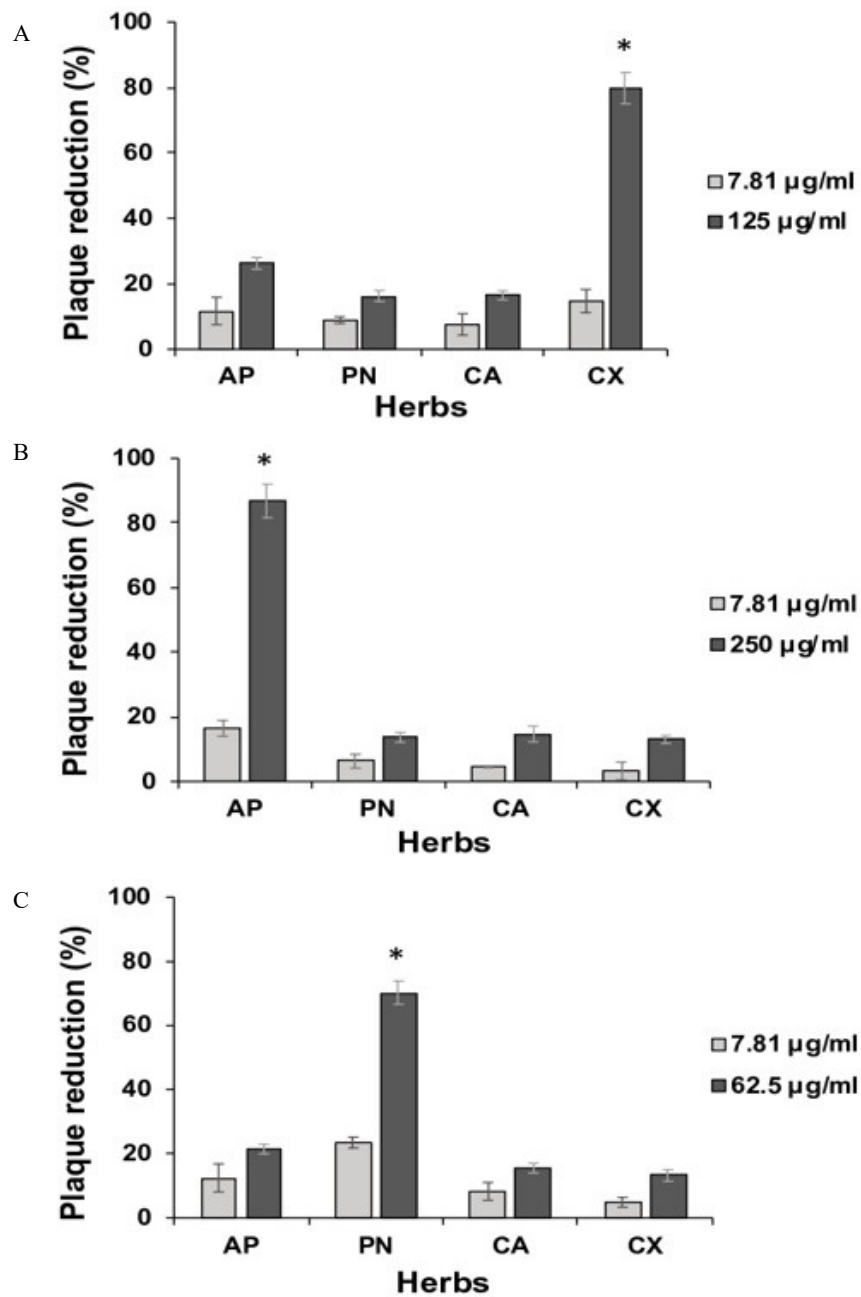 A
Plaque reduction (%)
100
80
60
40
20
0
*
AP PN CA CX
Herbs
7.81 µg/ml
125 µg/ml
B
Plaque reduction (%)
100
80
60
40
20
0
*
AP PN CA CX
Herbs
7.81 µg/ml
250 µg/ml
C
Plaque reduction (%)
100
80
60
40
20
0
*
AP PN CA CX
Herbs
7.81 µg/ml
62.5 µg/ml